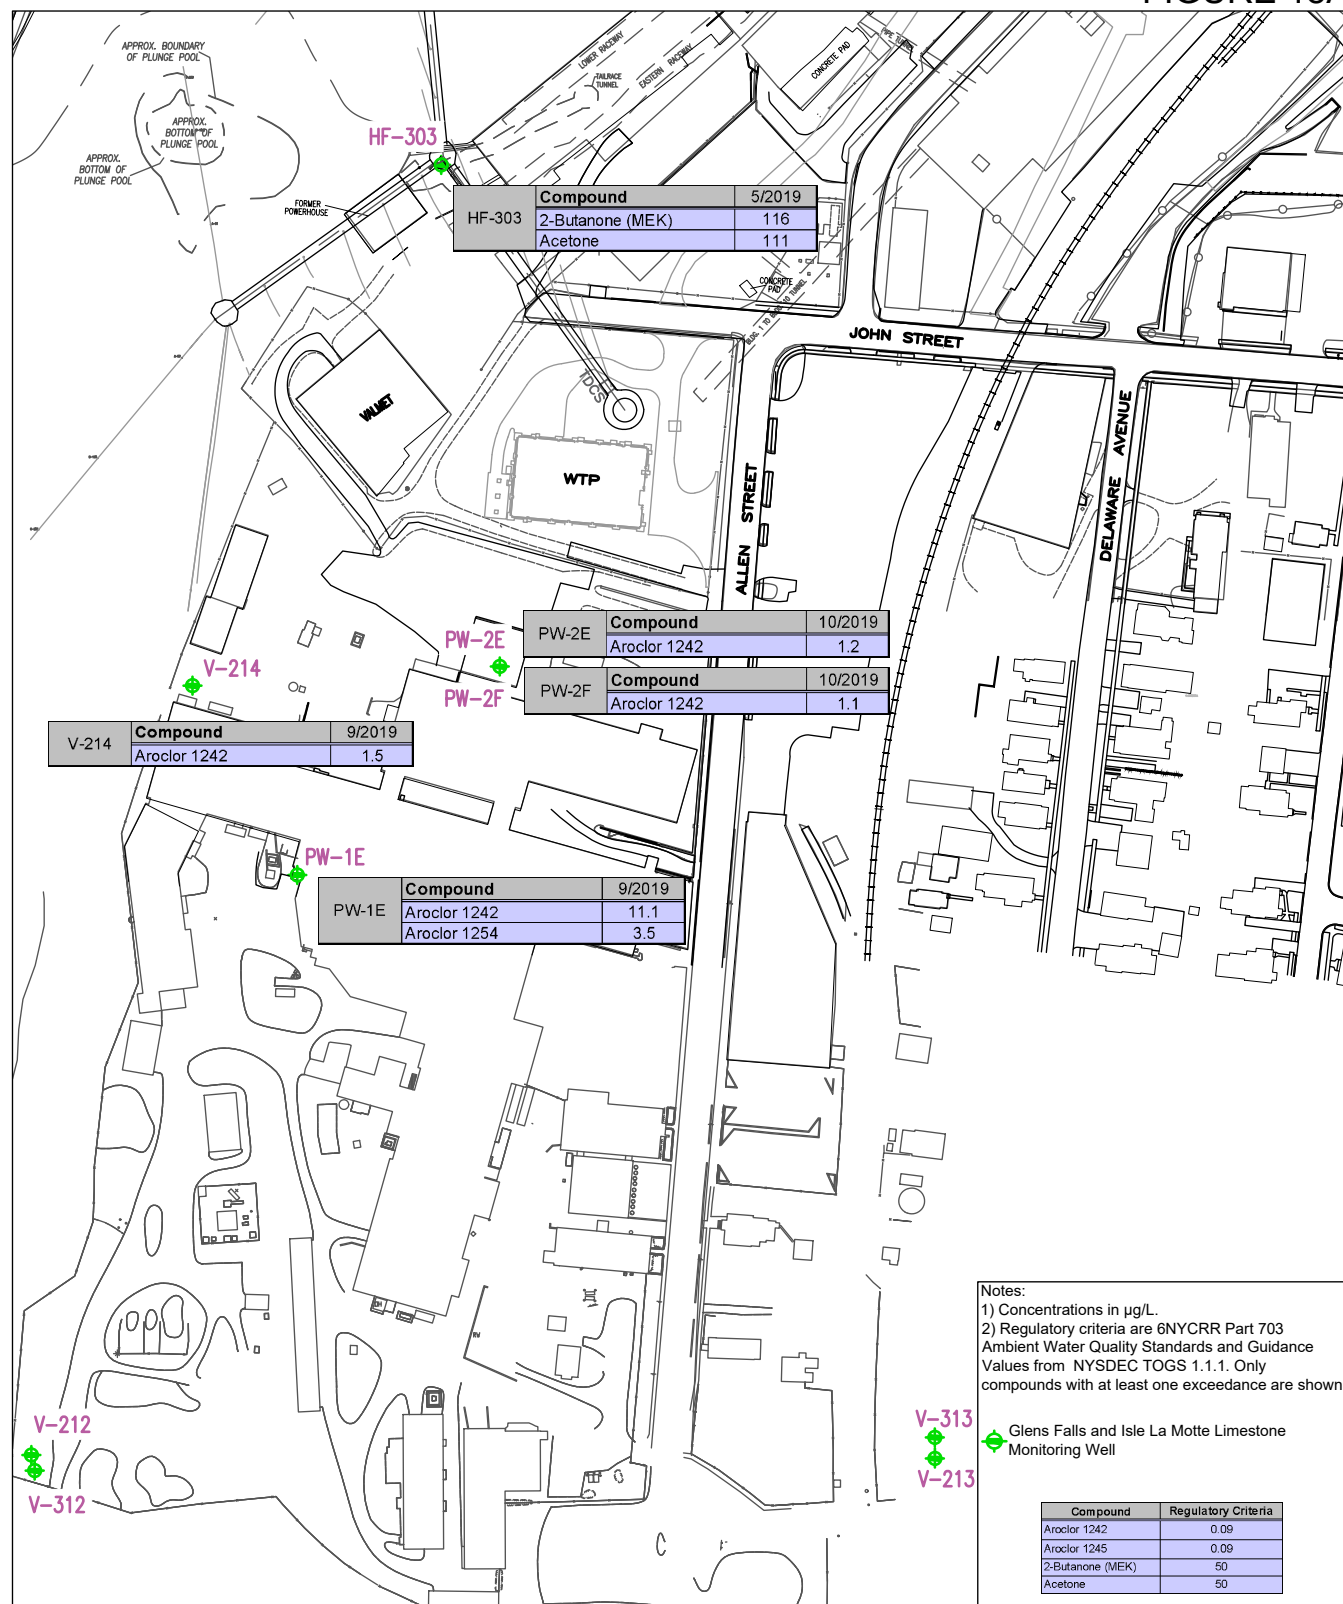 APPROX. BOUNDARY
OF PLUNGE POOL
APPROX.
BOTTOM OF
PLUNGE POOL
APPROX.
BOTTOM OF
PLUNGE POOL
LOWER RACEWAY
EASTERN RACEWAY
TAILRACE
TUNNEL
CONCRETE PAD
HF-303
FORMER
POWERHOUSE
HF-303
Compound 5/2019
2-Butanone (MEK) 116
Acetone 111
CONCRETE
PAD
BLDG. 1 TO BLDG. 10 TUNNEL
JOHN STREET
VALMET
TDCS
WTP
ALLEN STREET
DELAWARE AVENUE
PW-2E
PW-2F
PW-2E
Compound 10/2019
Aroclor 1242 1.2
PW-2F
Compound 10/2019
Aroclor 1242 1.1
V-214
V-214
Compound 9/2019
Aroclor 1242 1.5
PW-1E
PW-1E
Compound 9/2019
Aroclor 1242 11.1
Aroclor 1254 3.5
V-212
V-312
V-313
V-213
Notes:
1) Concentrations in µg/L.
2) Regulatory criteria are 6NYCRR Part 703
Ambient Water Quality Standards and Guidance
Values from NYSDEC TOGS 1.1.1. Only
compounds with at least one exceedance are shown
Glens Falls and Isle La Motte Limestone
Monitoring Well
Compound Regulatory Criteria
Aroclor 1242 0.09
Aroclor 1245 0.09
2-Butanone (MEK) 50
Acetone 50